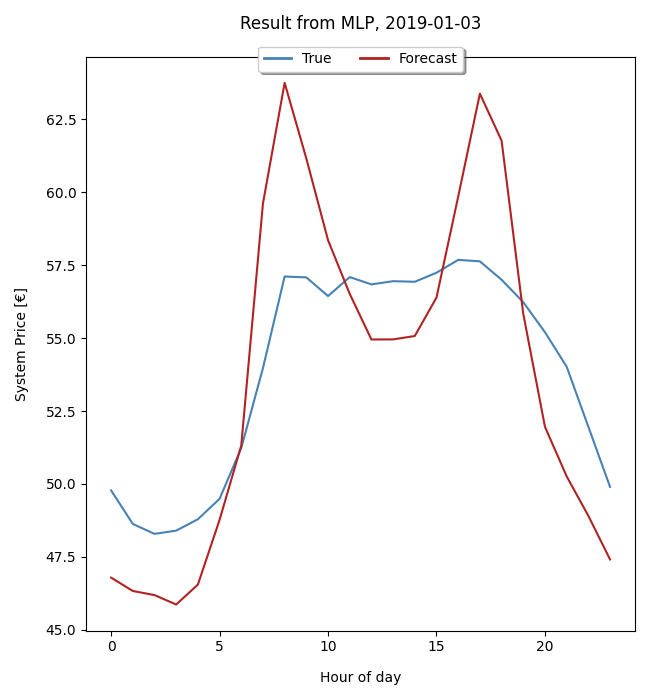 Result from MLP, 2019-01-03
True Forecast
62.5
60.0
57.5
55.0
52.5
50.0
47.5
45.0
System Price [€]
0 5 10 15 20
Hour of day